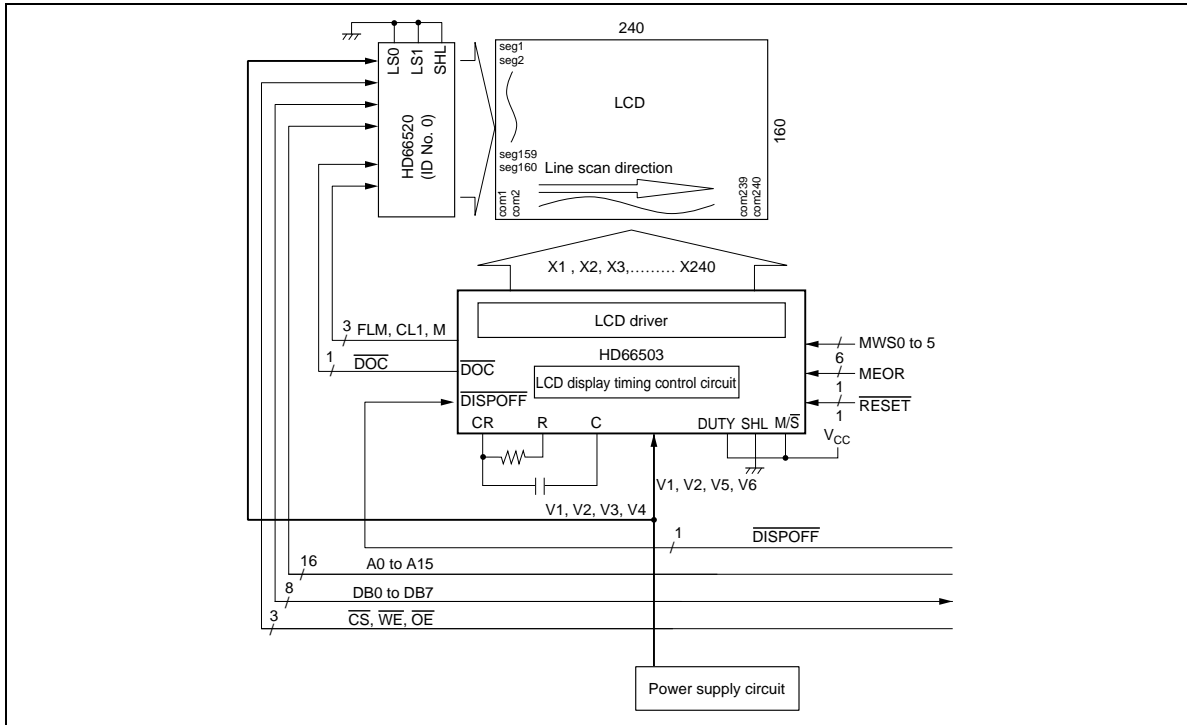 240
LS0
LS1
SHL
HD66520
(ID No. 0)
seg1
seg2
LCD
160
seg159
seg160
Line scan direction
com1
com2
com239
com240
X1 , X2, X3,......... X240
LCD driver
HD66503
LCD display timing control circuit
3 FLM, CL1, M
1 DOC
DOC
DISPOFF
CR R C DUTY SHL M/S
MWS0 to 5
6
MEOR
1
RESET
1
VCC
V1, V2, V5, V6
V1, V2, V3, V4
1 DISPOFF
16 A0 to A15
8 DB0 to DB7
3 CS, WE, OE
Power supply circuit